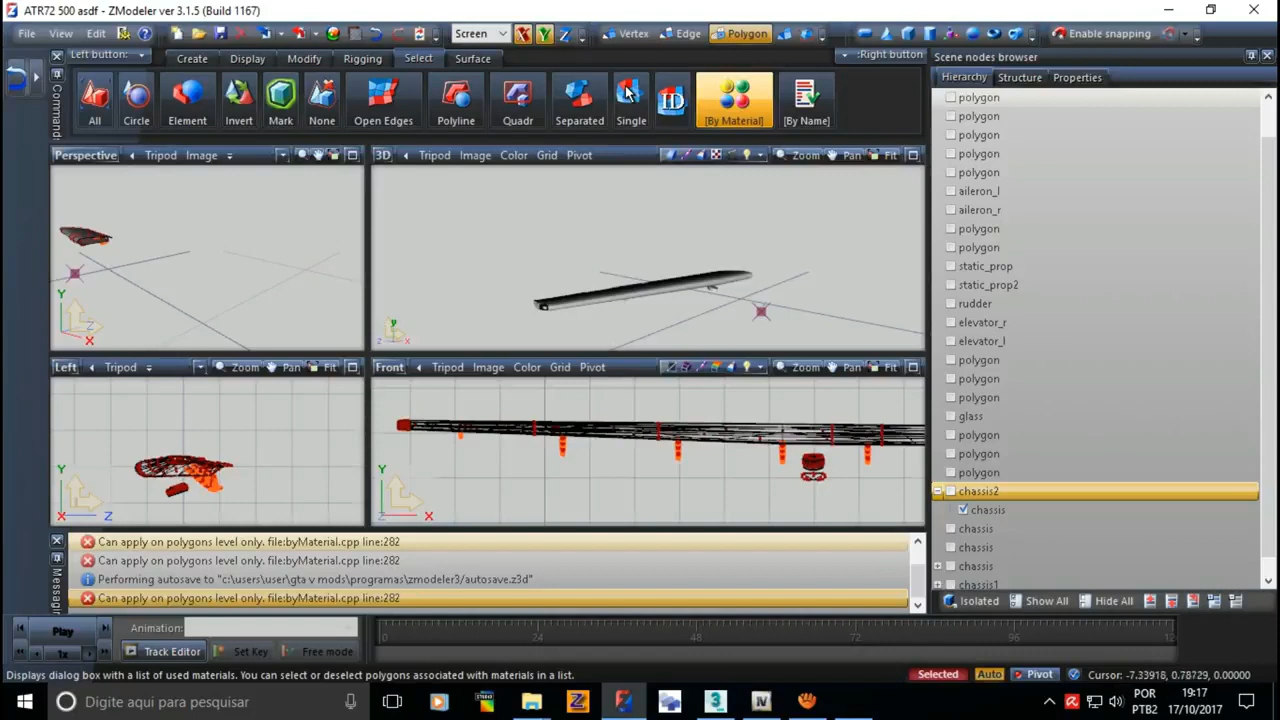 ATR72 500 asdf - ZModeler ver 3.1.5 (Build 1167)
File View Edit Screen X Y Z Vertex Edge Polygon Enable snapping
Left button: Create Display Modify Rigging Select Surface :Right button
All Circle Element Invert Mark None Open Edges Polyline Quadr Separated Single ID [By Material] [By Name]
Commands
Perspective Tripod Image
3D Tripod Image Color Grid Pivot Zoom Pan Fit
Y Z X
y z x
Left Tripod Zoom Pan Fit
Front Tripod Image Color Grid Pivot Zoom Pan Fit
Y X Z
Y Z X
Scene nodes browser
Hierarchy Structure Properties
polygon
polygon
polygon
polygon
polygon
aileron_l
aileron_r
polygon
polygon
static_prop
static_prop2
rudder
elevator_r
elevator_l
polygon
polygon
polygon
glass
polygon
polygon
polygon
chassis2
chassis
chassis
chassis
chassis
chassis1
Isolated Show All Hide All
Can apply on polygons level only. file:byMaterial.cpp line:282
Can apply on polygons level only. file:byMaterial.cpp line:282
Performing autosave to "c:\users\user\gta v mods\programas\zmodeler3/autosave.z3d"
Can apply on polygons level only. file:byMaterial.cpp line:282
Play Animation:
1x Track Editor Set Key Free mode
0 24 48 72 96 12
Displays dialog box with a list of used materials. You can select or deselect polygons associated with materials in a list. Selected Auto Pivot Cursor: -7.33918, 0.78729, 0.00000
Digite aqui para pesquisar
POR
PTB2
19:17
17/10/2017